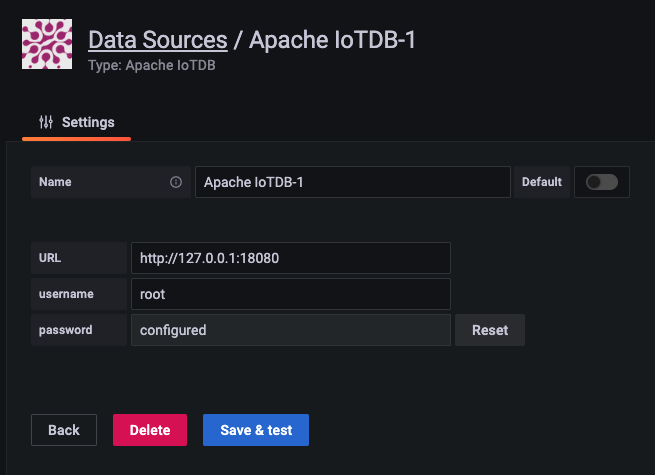 Data Sources / Apache IoTDB-1
Type: Apache IoTDB
Settings
Name Apache IoTDB-1 Default
URL http://127.0.0.1:18080
username root
password configured Reset
Back Delete Save & test